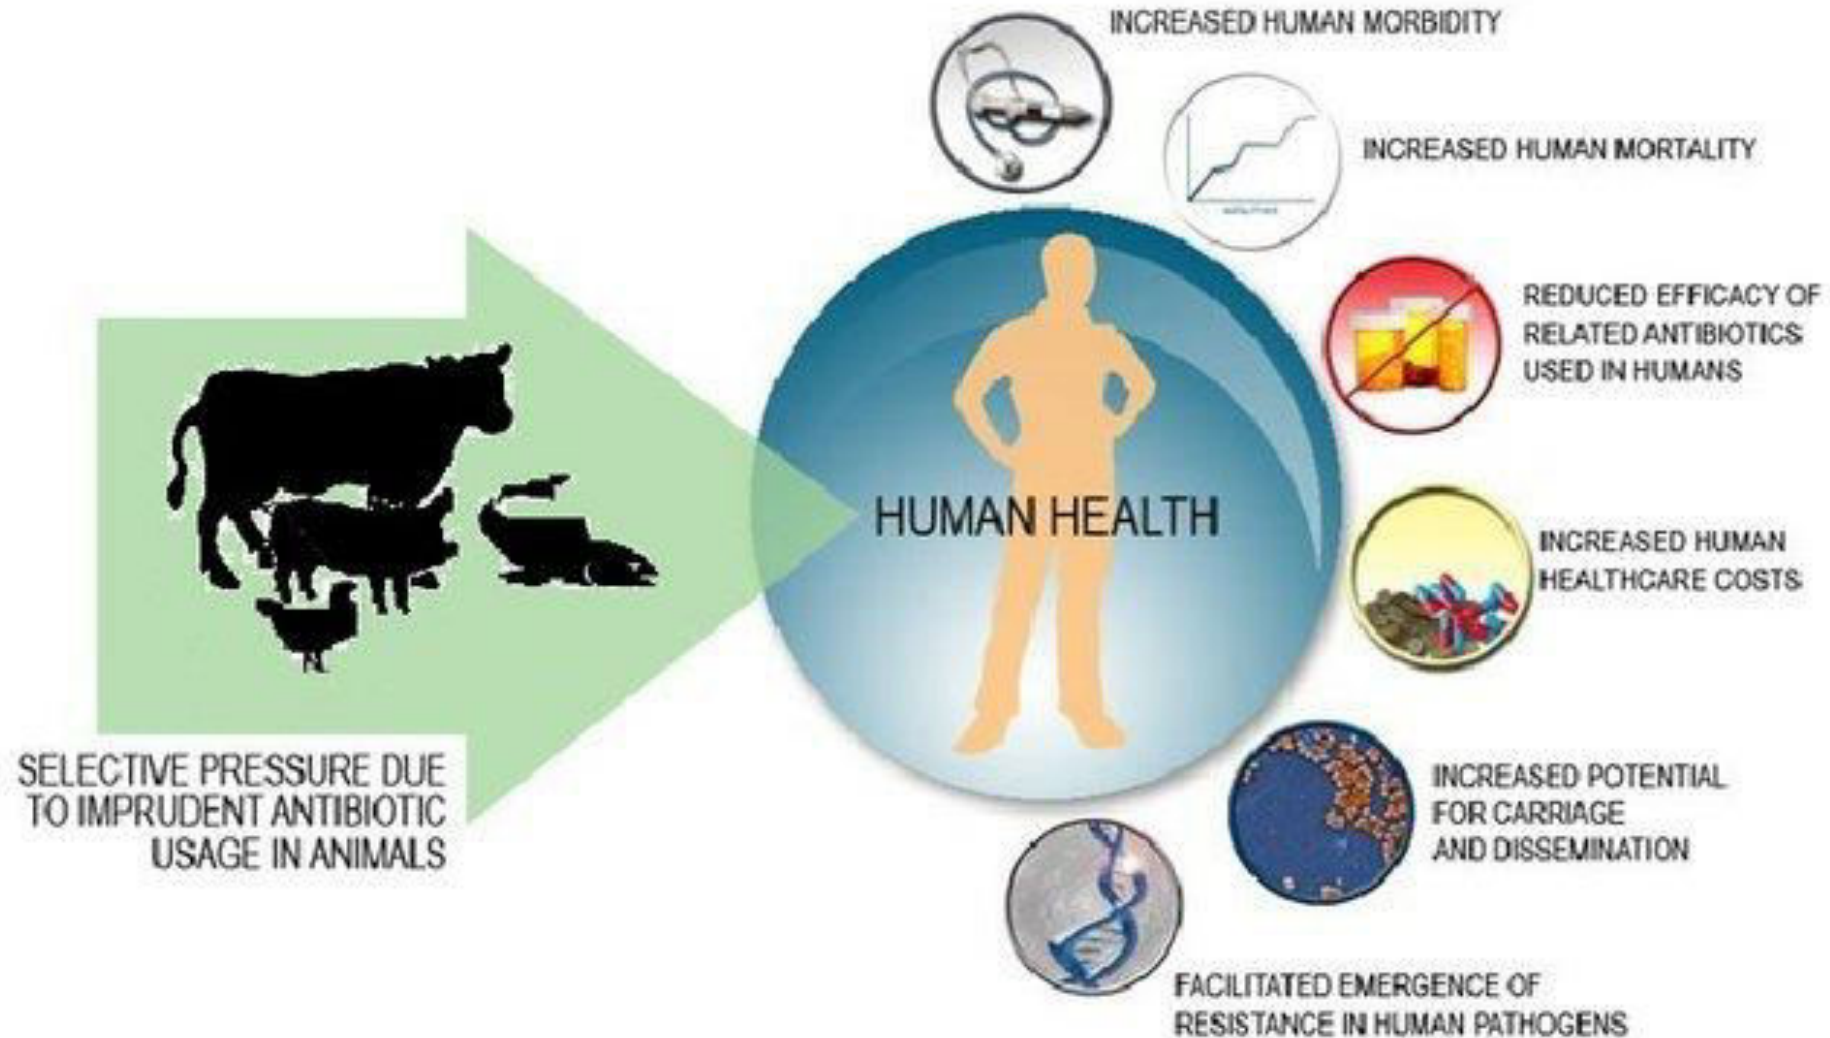 INCREASED HUMAN MORBIDITY
INCREASED HUMAN MORTALITY
REDUCED EFFICACY OF
RELATED ANTIBIOTICS
USED IN HUMANS
HUMAN HEALTH
INCREASED HUMAN
HEALTHCARE COSTS
SELECTIVE PRESSURE DUE
TO IMPRUDENT ANTIBIOTIC
USAGE IN ANIMALS
INCREASED POTENTIAL
FOR CARRIAGE
AND DISSEMINATION
FACILITATED EMERGENCE OF
RESISTANCE IN HUMAN PATHOGENS